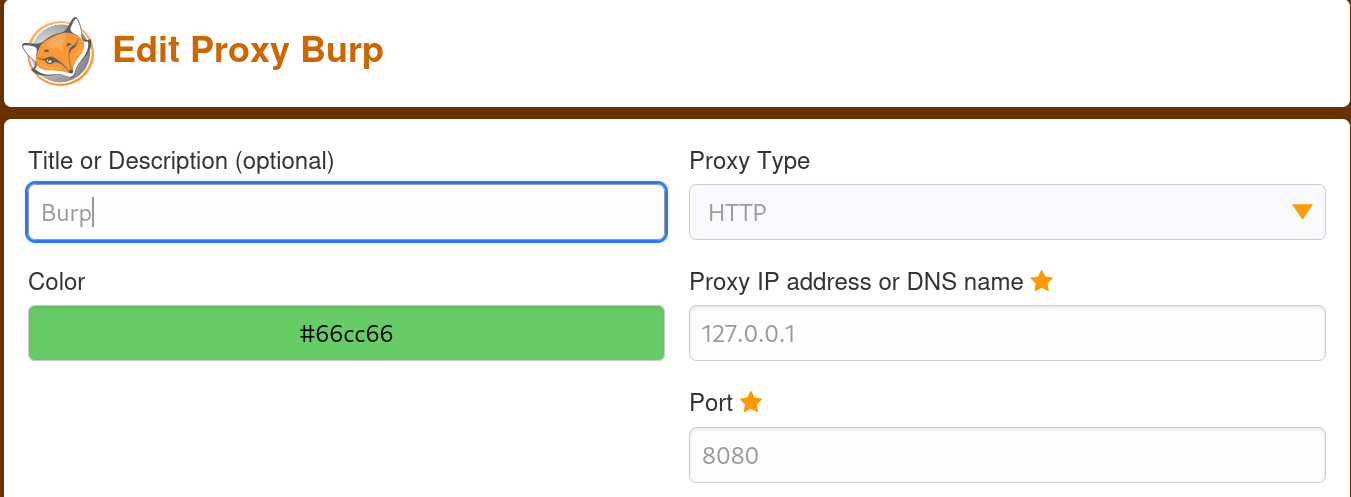 Edit Proxy Burp
Title or Description (optional)
Burp
Proxy Type
HTTP
Color
#66cc66
Proxy IP address or DNS name
127.0.0.1
Port
8080